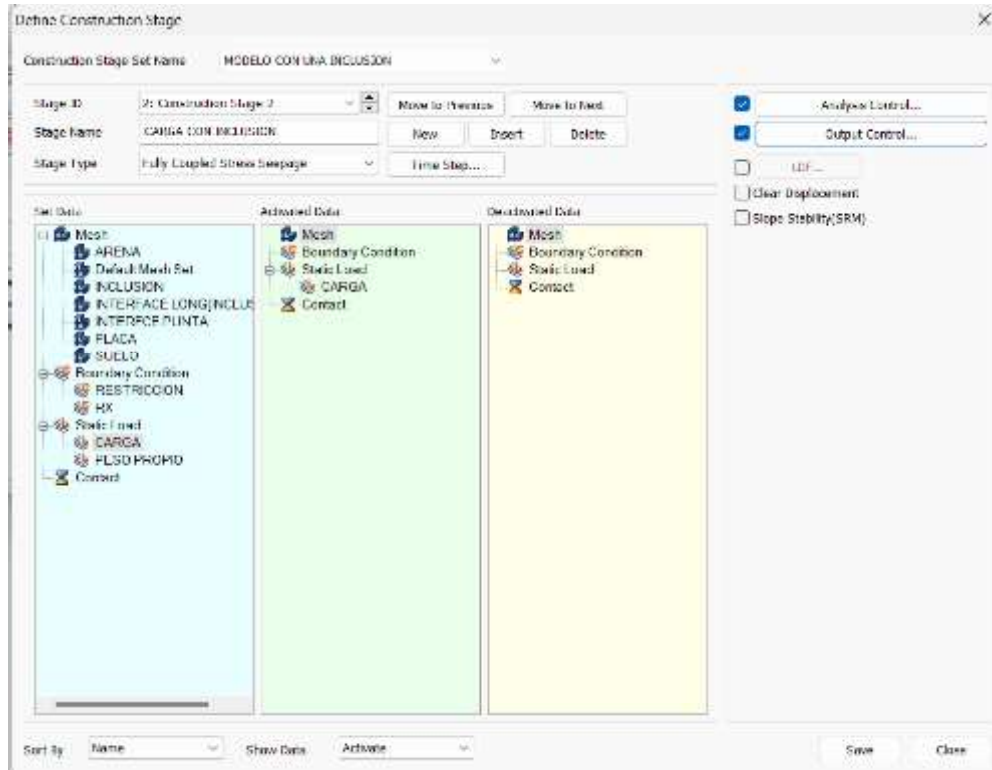 Define Construction Stage
Construction Stage Set Name MODELO CON UNA INCLUSION
Stage ID 2: Construction Stage 2 Move to Previous Move to Next
Stage Name CARGA CON INCLUSION New Insert Delete
Stage Type Fully Coupled Stress Seepage Time Step...
Analysis Control...
Output Control...
LDF...
Clear Displacement
Slope Stability(SRM)
Set Data
Mesh
ARENA
Default Mesh Set
INCLUSION
INTERFACE LONG(INCLUS
INTERFCE PUNTA
PLACA
SUELO
Boundary Condition
RESTRICCION
RX
Static Load
CARGA
PESO PROPIO
Contact
Activated Data
Mesh
Boundary Condition
Static Load
CARGA
Contact
Deactivated Data
Mesh
Boundary Condition
Static Load
Contact
Sort By Name Show Data Activate Save Close